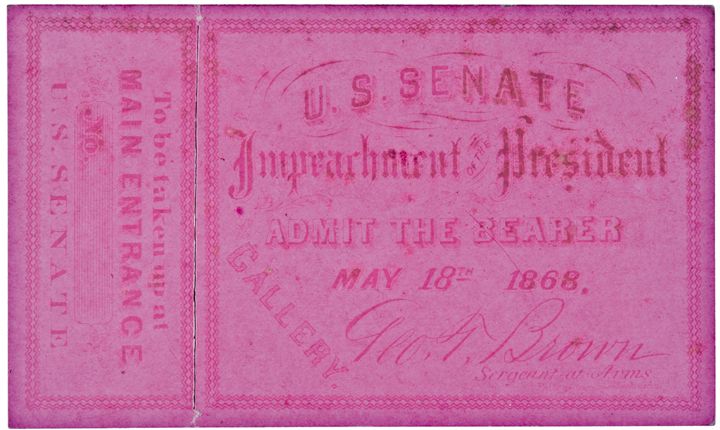 To be taken up at
MAIN ENTRANCE
No.
U. S. SENATE
U. S. SENATE
Impeachment OF THE President
ADMIT THE BEARER
MAY 18TH 1868.
GALLERY.
Geo. T. Brown
Sergeant at Arms